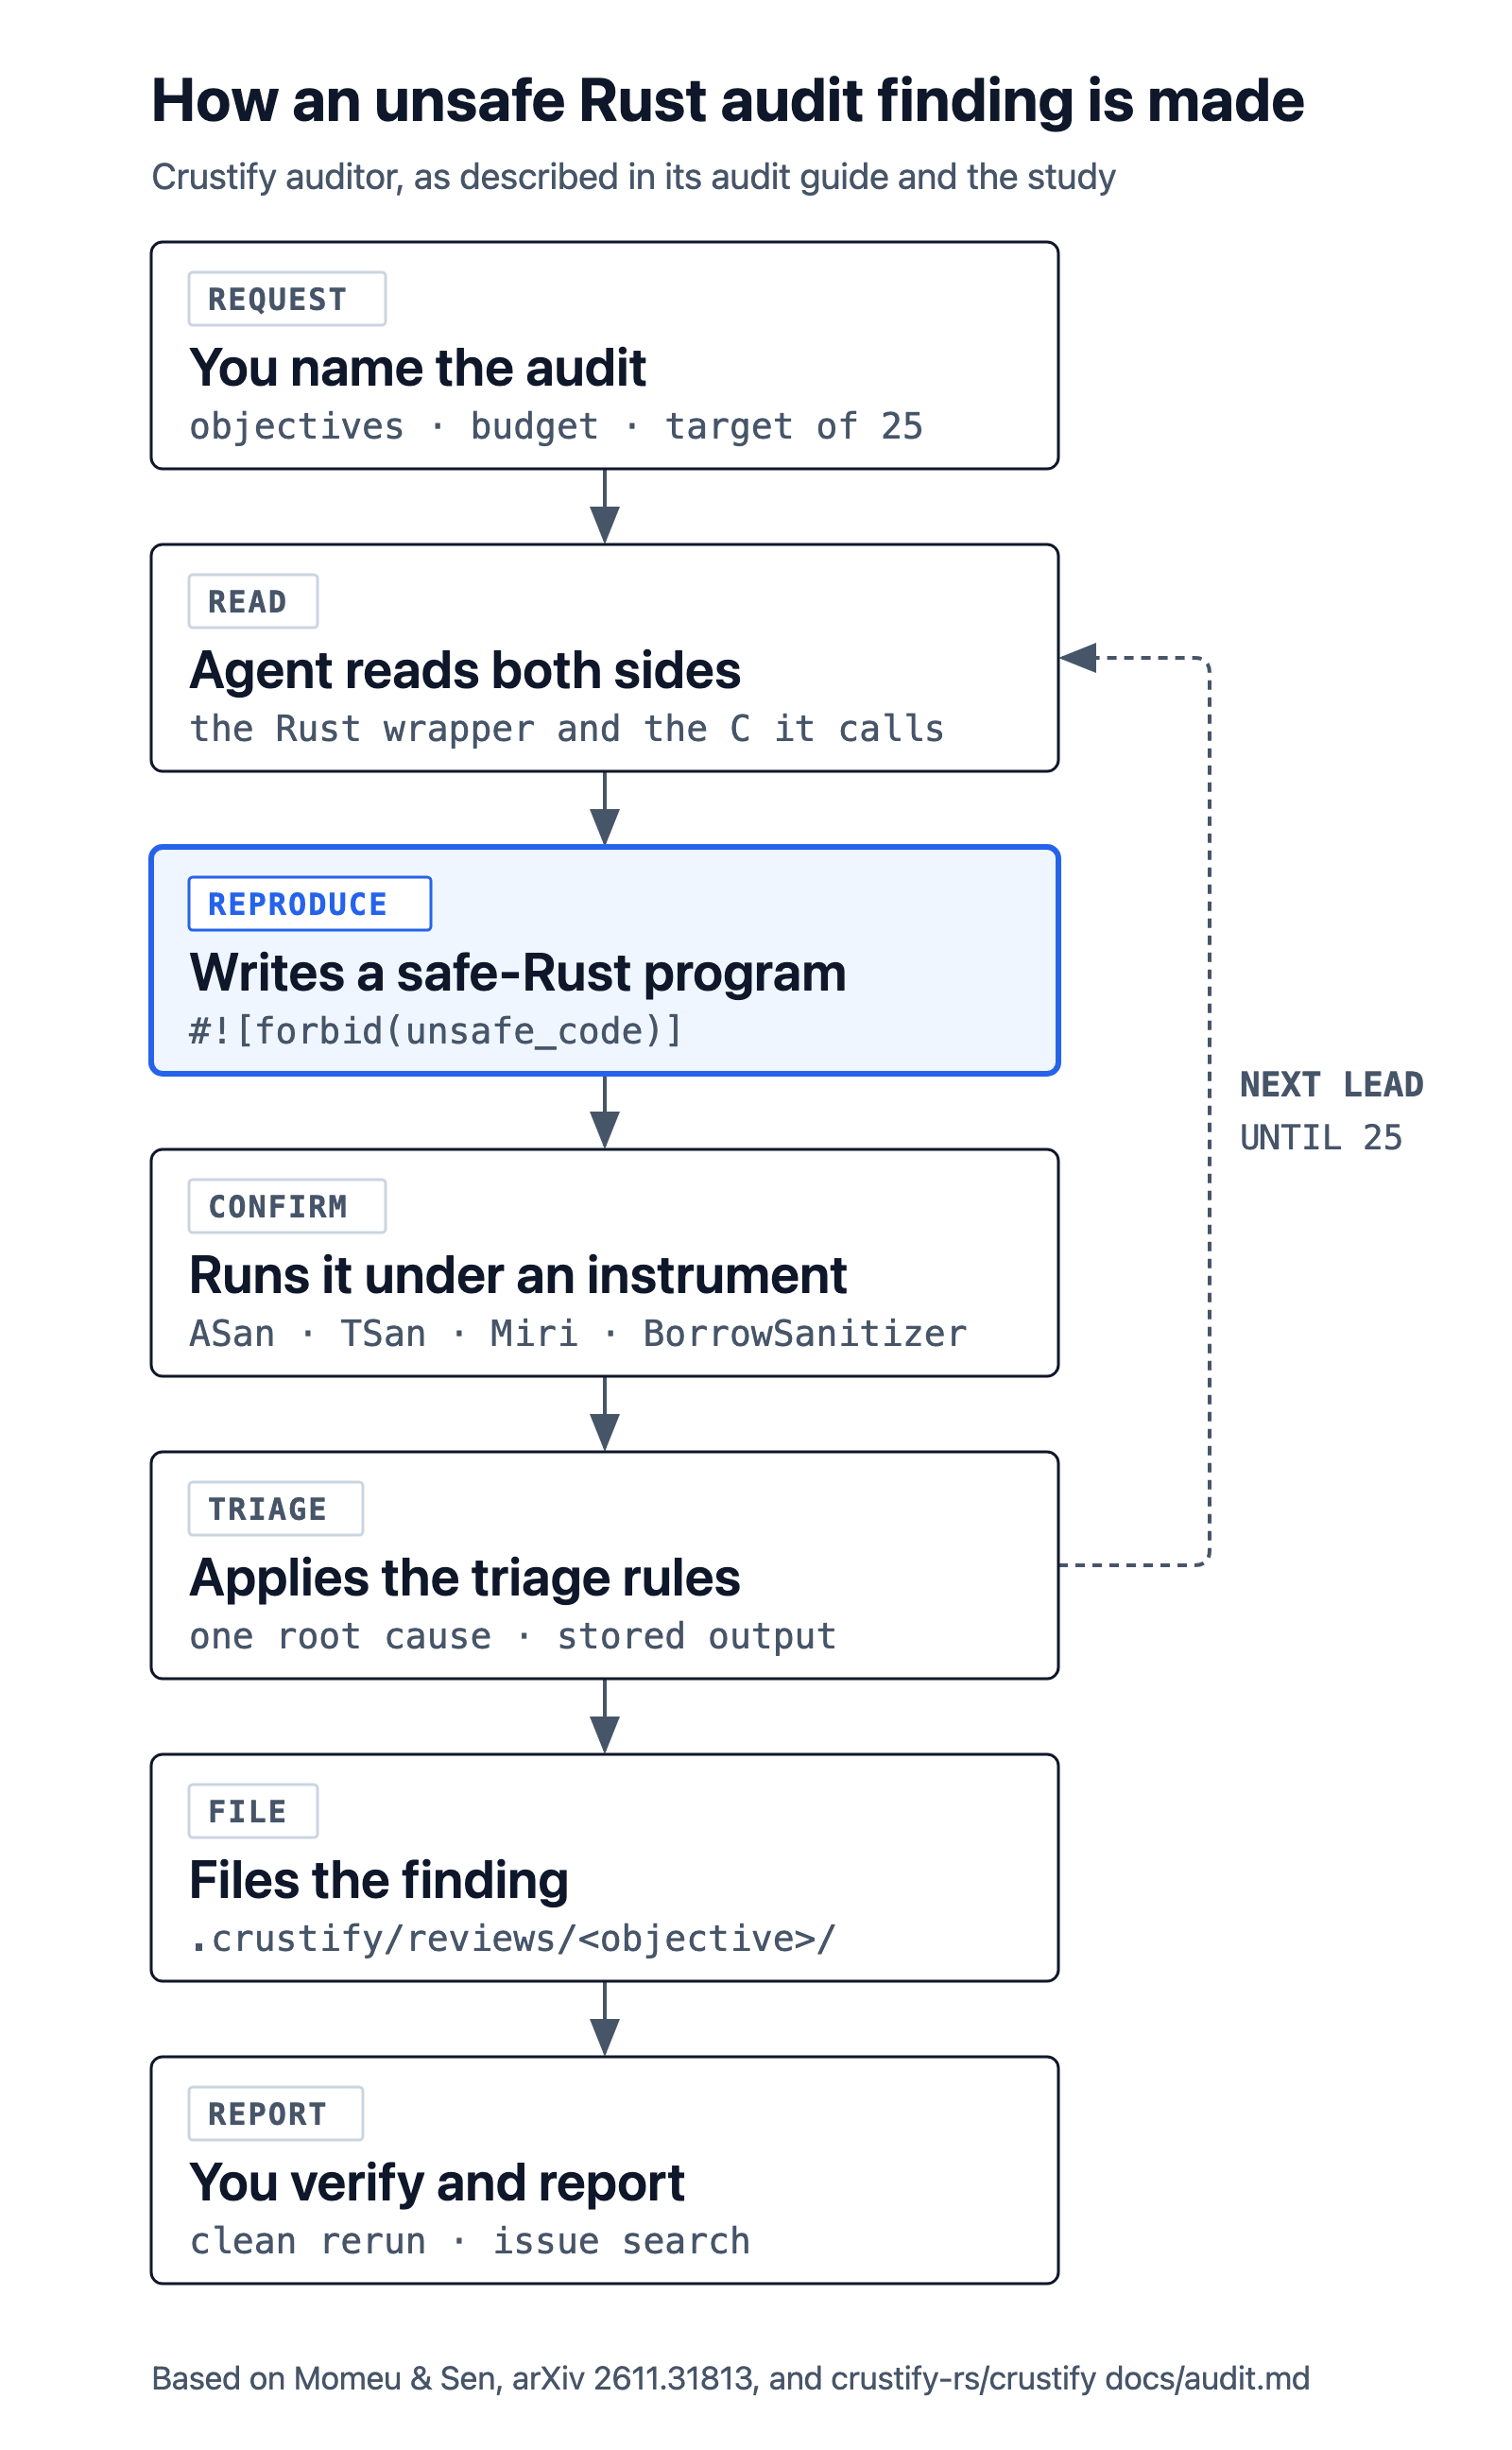 How an unsafe Rust audit finding is made
Crustify auditor, as described in its audit guide and the study
REQUEST
You name the audit
objectives · budget · target of 25
READ
Agent reads both sides
the Rust wrapper and the C it calls
REPRODUCE
Writes a safe-Rust program
#![forbid(unsafe_code)]
NEXT LEAD
UNTIL 25
CONFIRM
Runs it under an instrument
ASan · TSan · Miri · BorrowSanitizer
TRIAGE
Applies the triage rules
one root cause · stored output
FILE
Files the finding
.crustify/reviews/<objective>/
REPORT
You verify and report
clean rerun · issue search
Based on Momeu & Sen, arXiv 2611.31813, and crustify-rs/crustify docs/audit.md